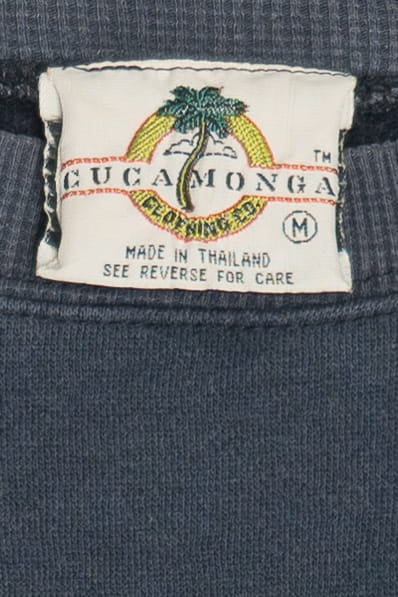 TM
CUCAMONGA
CLOTHING CO.
M
MADE IN THAILAND
SEE REVERSE FOR CARE